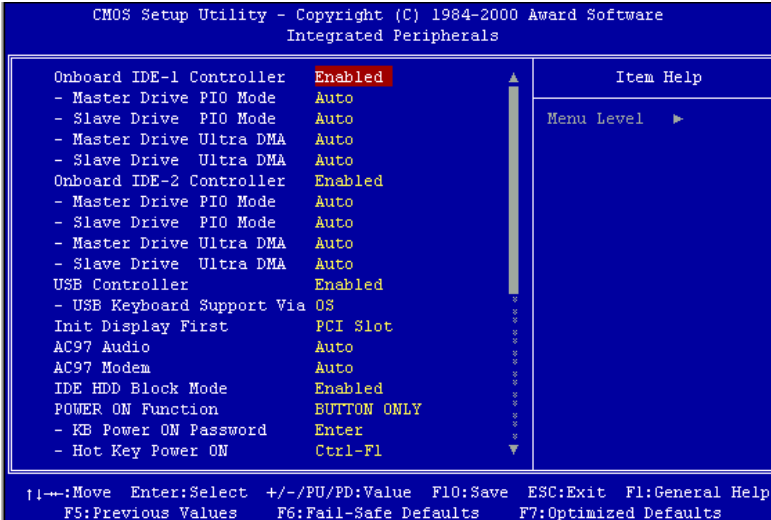 CMOS Setup Utility - Copyright (C) 1984-2000 Award Software
Integrated Peripherals
Onboard IDE-1 Controller Enabled
- Master Drive PIO Mode Auto
- Slave Drive PIO Mode Auto
- Master Drive Ultra DMA Auto
- Slave Drive Ultra DMA Auto
Onboard IDE-2 Controller Enabled
- Master Drive PIO Mode Auto
- Slave Drive PIO Mode Auto
- Master Drive Ultra DMA Auto
- Slave Drive Ultra DMA Auto
USB Controller Enabled
- USB Keyboard Support Via OS
Init Display First PCI Slot
AC97 Audio Auto
AC97 Modem Auto
IDE HDD Block Mode Enabled
POWER ON Function BUTTON ONLY
- KB Power ON Password Enter
- Hot Key Power ON Ctrl-F1
Item Help
Menu Level ▶
↑↓→←:Move Enter:Select +/-/PU/PD:Value F10:Save ESC:Exit F1:General Help
F5:Previous Values F6:Fail-Safe Defaults F7:Optimized Defaults